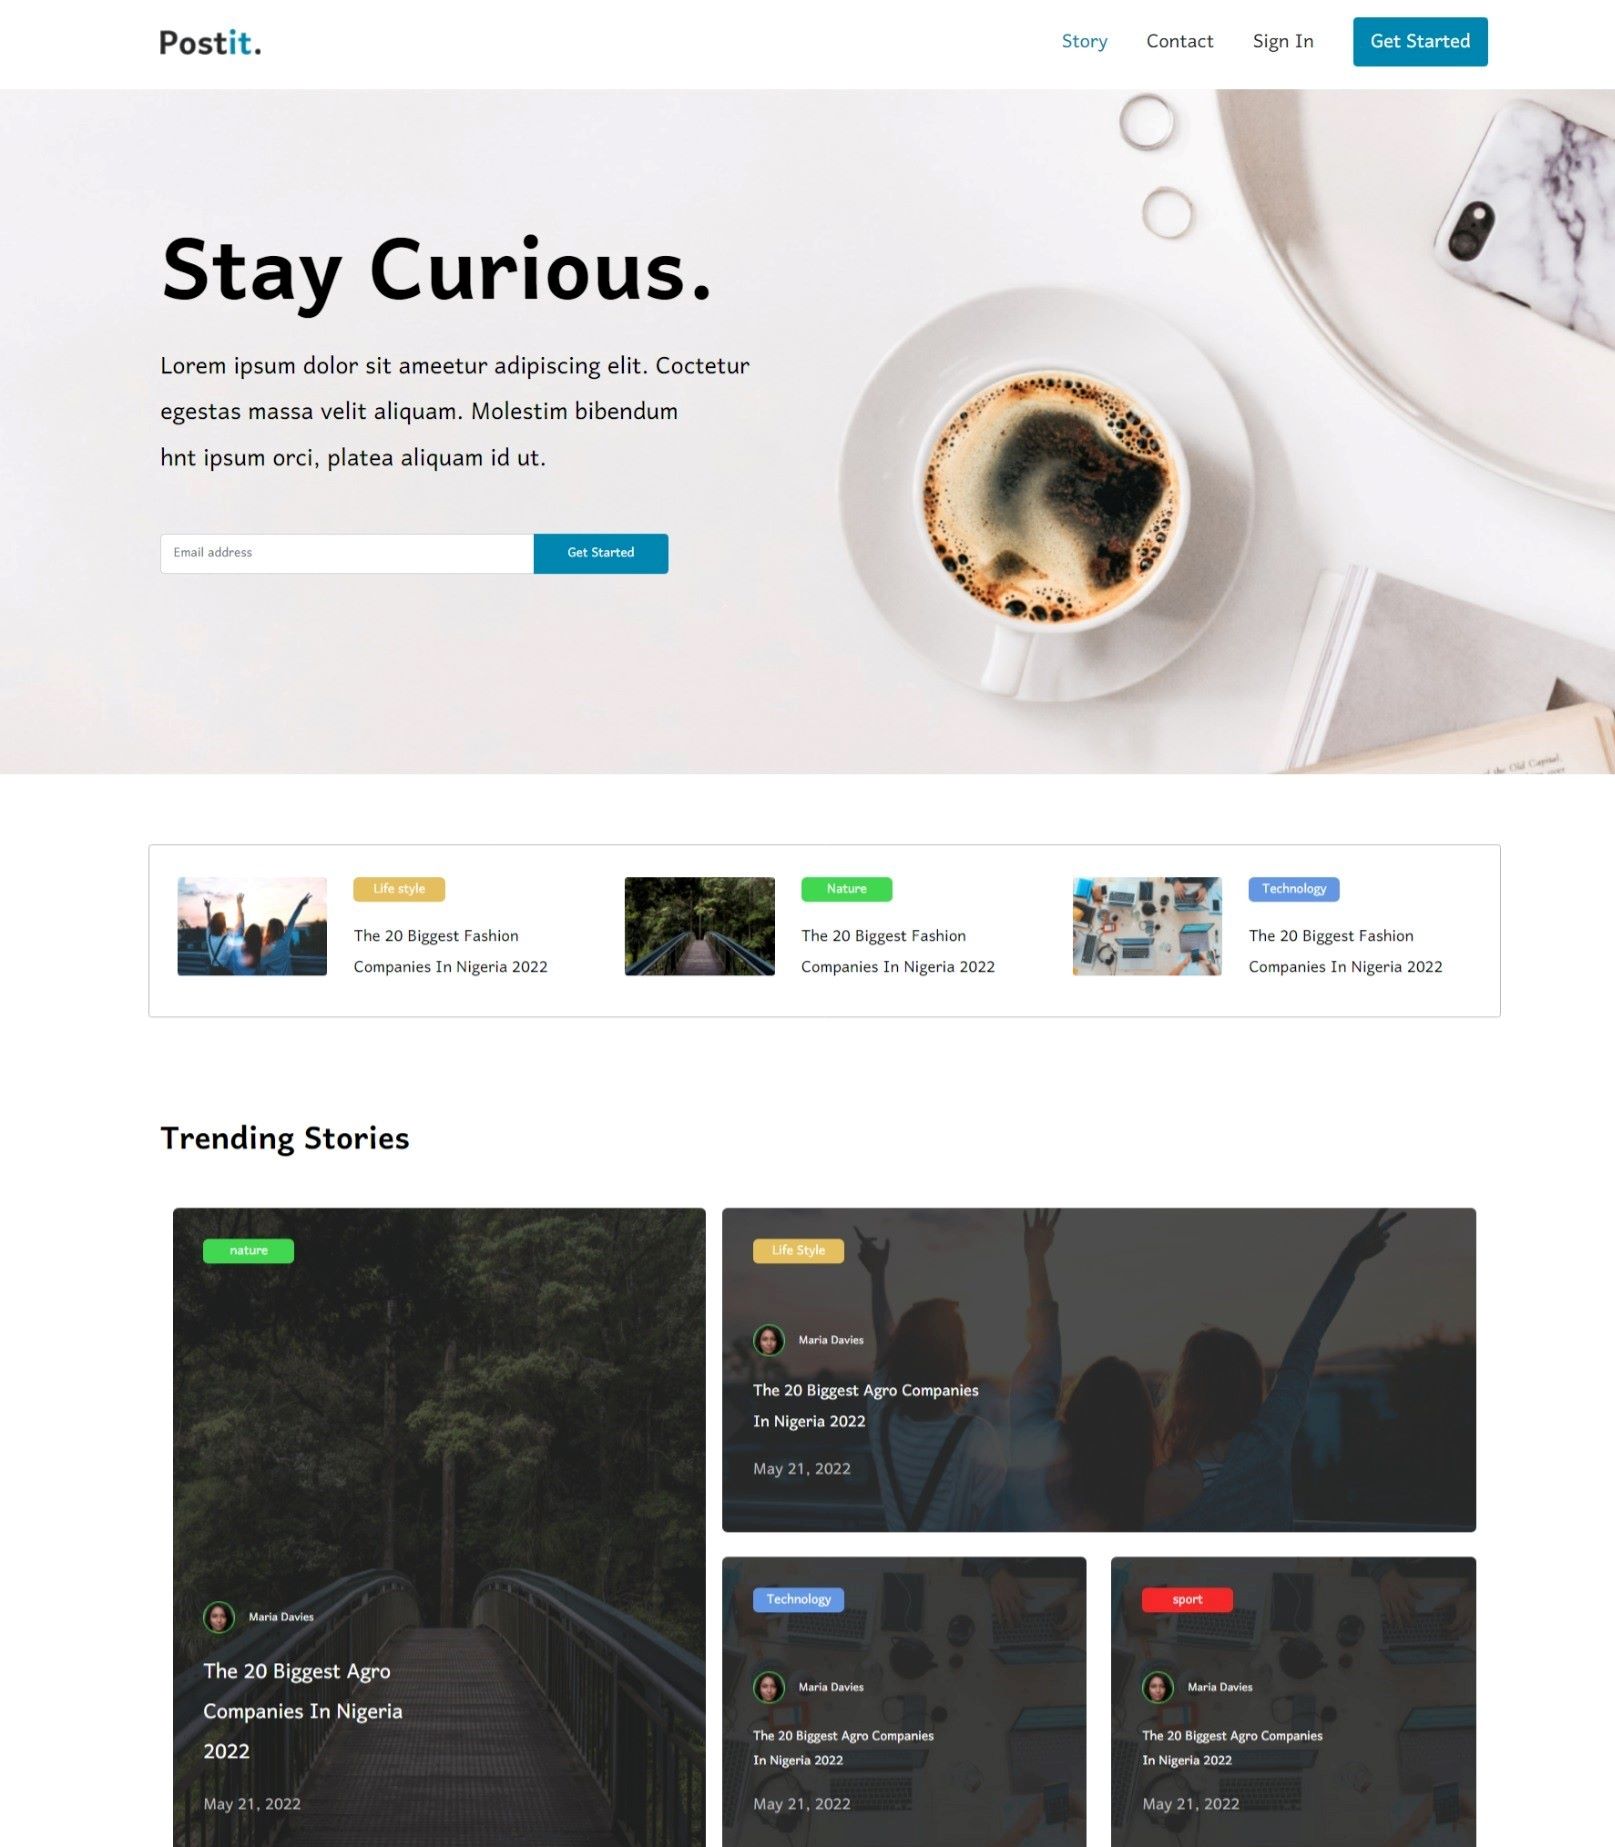 Postit.
Story
Contact
Sign In
Get Started
Stay Curious.
Lorem ipsum dolor sit ameetur adipiscing elit. Coctetur
egestas massa velit aliquam. Molestim bibendum
hnt ipsum orci, platea aliquam id ut.
Email address
Get Started
the Old Capital,
over
Life style
The 20 Biggest Fashion
Companies In Nigeria 2022
Nature
The 20 Biggest Fashion
Companies In Nigeria 2022
Technology
The 20 Biggest Fashion
Companies In Nigeria 2022
Trending Stories
nature
Maria Davies
The 20 Biggest Agro
Companies In Nigeria
2022
May 21, 2022
Life Style
Maria Davies
The 20 Biggest Agro Companies
In Nigeria 2022
May 21, 2022
Technology
Maria Davies
The 20 Biggest Agro Companies
In Nigeria 2022
May 21, 2022
sport
Maria Davies
The 20 Biggest Agro Companies
In Nigeria 2022
May 21, 2022